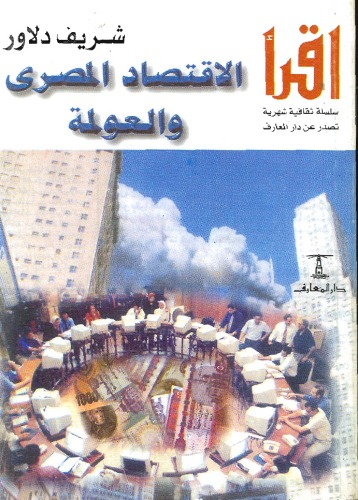 اقرأ
سلسلة ثقافية شهرية
تصدر عن دار المعارف
شريف دلاور
الاقتصاد المصرى
والعولمة
دار المعارف